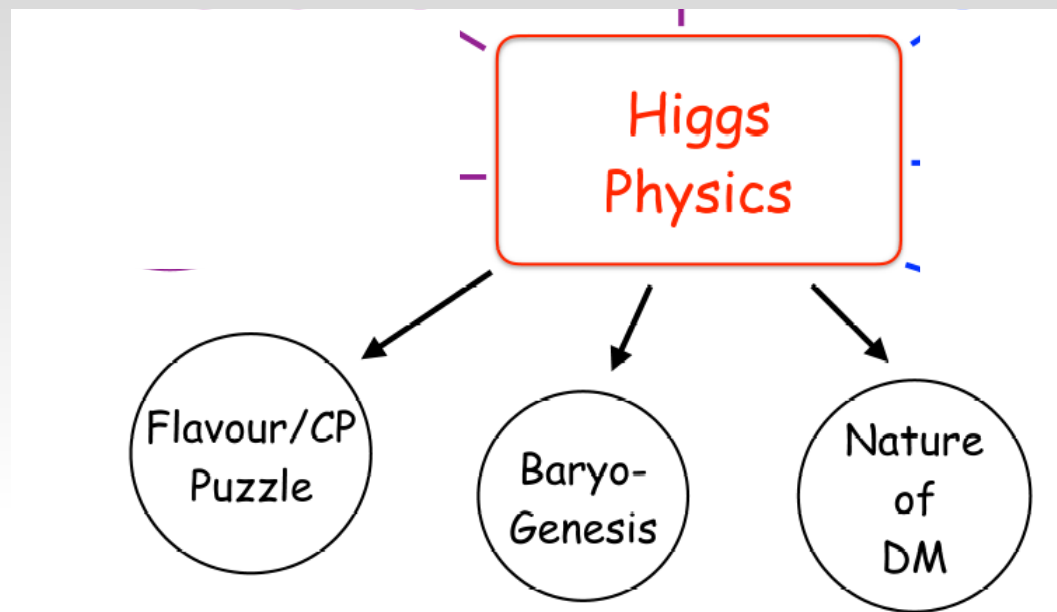 Higgs
Physics
Flavour/CP
Puzzle
Baryo-
Genesis
Nature
of
DM